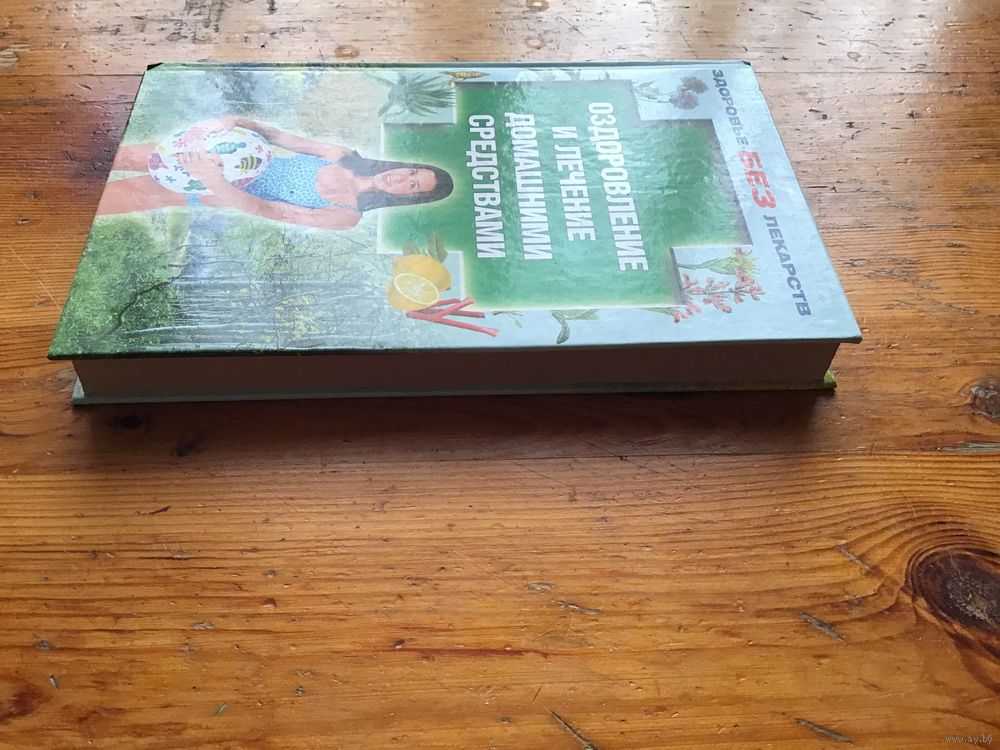 ЗДОРОВЬЕ БЕЗ ЛЕКАРСТВ
ОЗДОРОВЛЕНИЕ
И ЛЕЧЕНИЕ
ДОМАШНИМИ
СРЕДСТВАМИ
www.ay.by